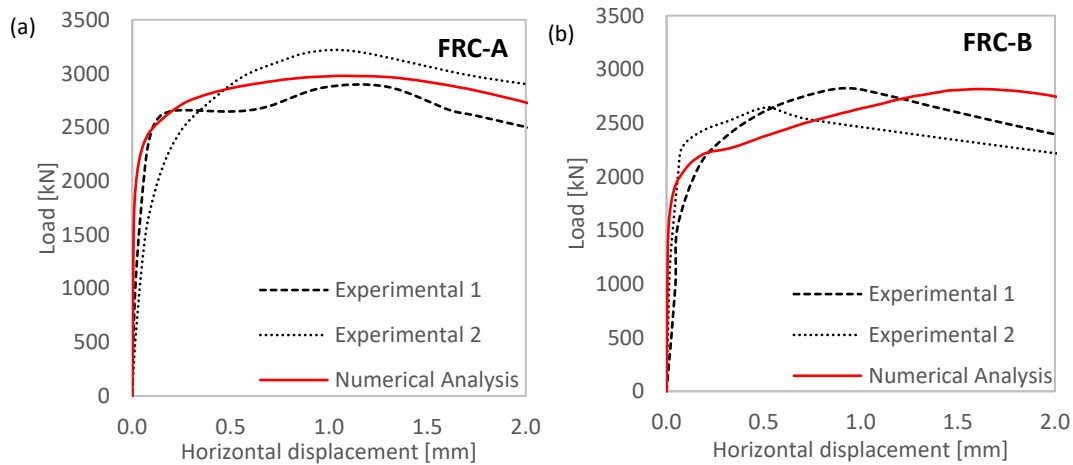 (a)
FRC-A
Load [kN]
3500
3000
2500
2000
1500
1000
500
0
Experimental 1
Experimental 2
Numerical Analysis
0.0 0.5 1.0 1.5 2.0
Horizontal displacement [mm]
(b)
FRC-B
Load [kN]
3500
3000
2500
2000
1500
1000
500
0
Experimental 1
Experimental 2
Numerical Analysis
0.0 0.5 1.0 1.5 2.0
Horizontal displacement [mm]